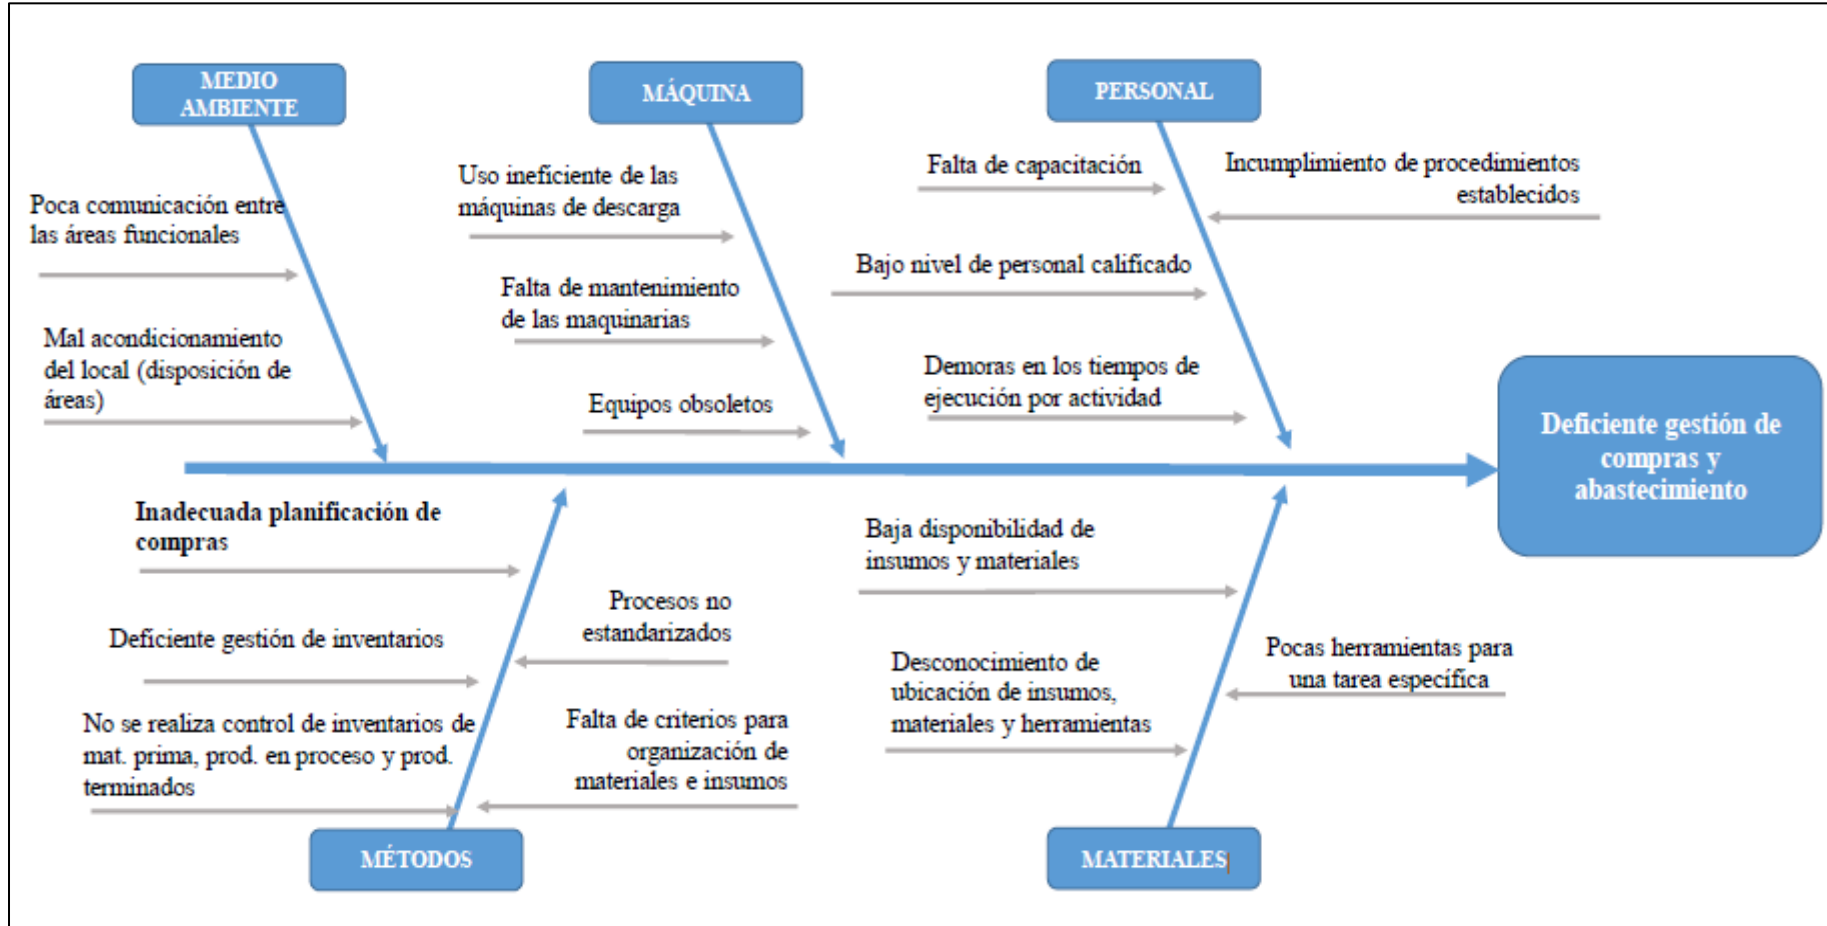 MEDIO
AMBIENTE
MÁQUINA
PERSONAL
Poca comunicación entre
las áreas funcionales
Mal acondicionamiento
del local (disposición de
áreas)
Uso ineficiente de las
máquinas de descarga
Falta de mantenimiento
de las maquinarias
Equipos obsoletos
Falta de capacitación
Incumplimiento de procedimientos
establecidos
Bajo nivel de personal calificado
Demoras en los tiempos de
ejecución por actividad
Deficiente gestión de
compras y
abastecimiento
Inadecuada planificación de
compras
Deficiente gestión de inventarios
No se realiza control de inventarios de
mat. prima, prod. en proceso y prod.
terminados
Procesos no
estandarizados
Falta de criterios para
organización de
materiales e insumos
Baja disponibilidad de
insumos y materiales
Desconocimiento de
ubicación de insumos,
materiales y herramientas
Pocas herramientas para
una tarea específica
MÉTODOS
MATERIALES